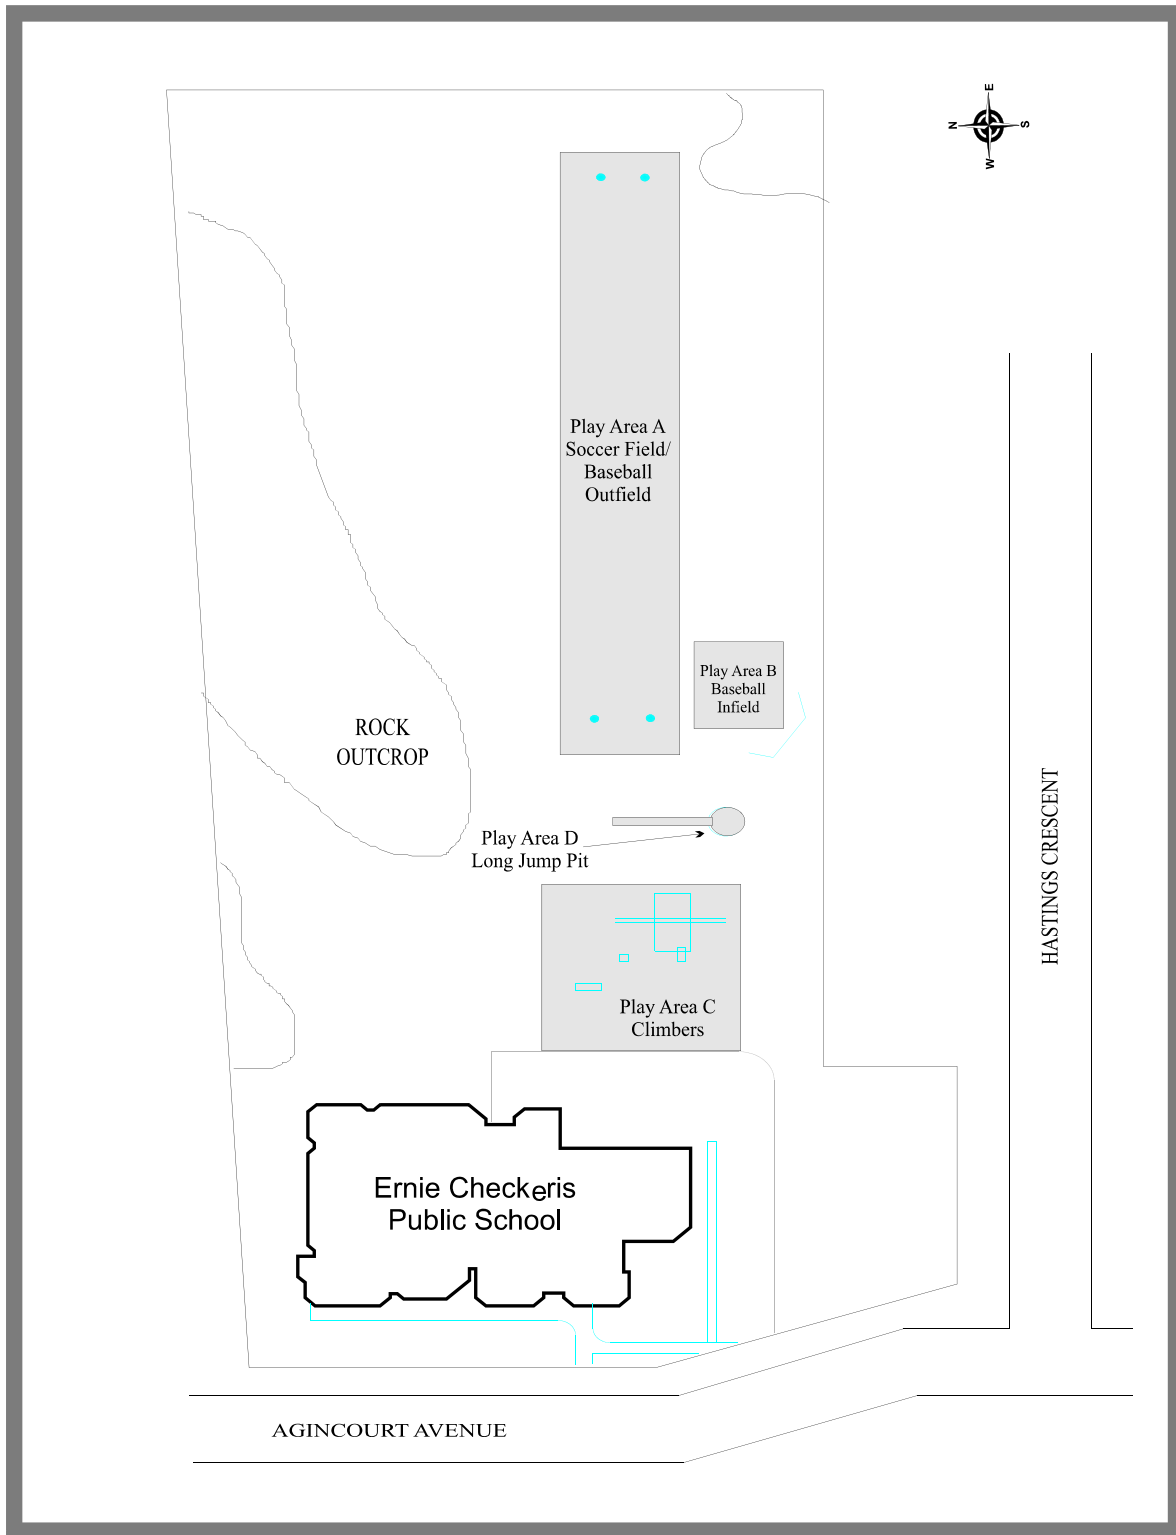 E
N
S
W
Play Area A
Soccer Field/
Baseball
Outfield
Play Area B
Baseball
Infield
ROCK
OUTCROP
Play Area D
Long Jump Pit
HASTINGS CRESCENT
Play Area C
Climbers
Ernie Checkeris
Public School
AGINCOURT AVENUE